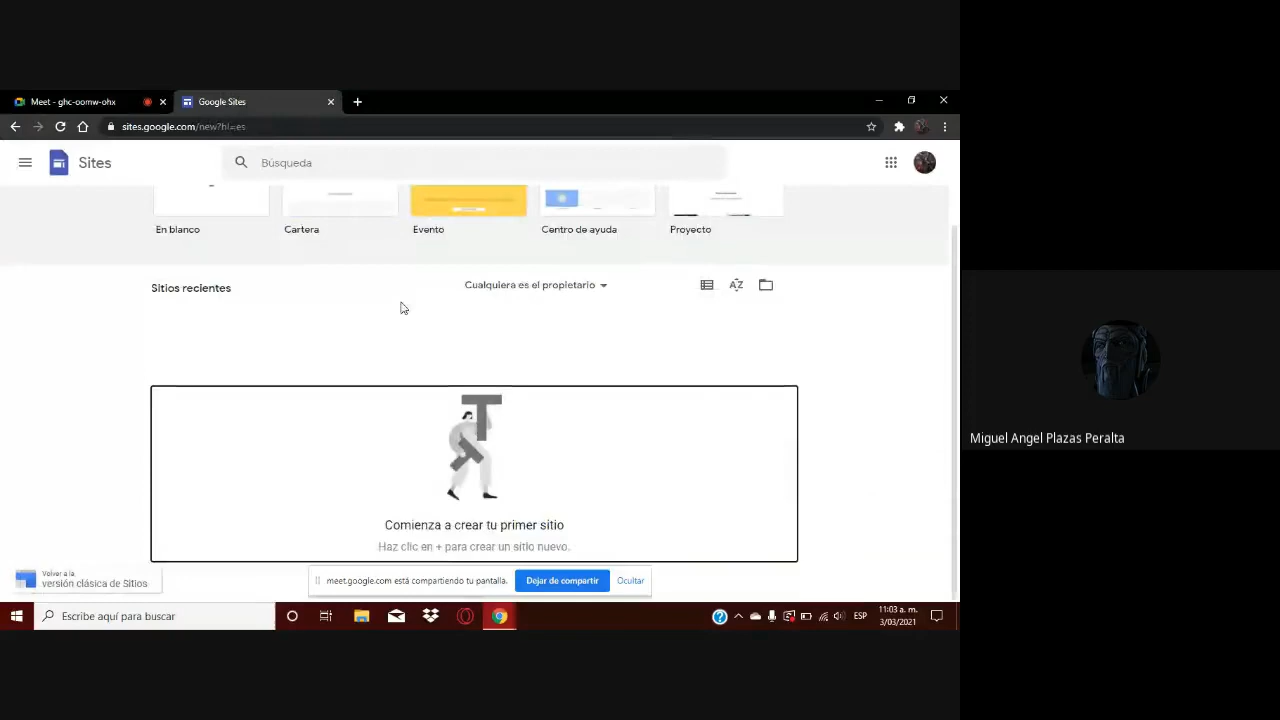 Meet - ghc-oomw-ohx
Google Sites
sites.google.com/new?hl=es
Sites
Búsqueda
En blanco
Cartera
Evento
Centro de ayuda
Proyecto
Sitios recientes
Cualquiera es el propietario
AZ
Comienza a crear tu primer sitio
Haz clic en + para crear un sitio nuevo.
Volver a la
versión clásica de Sitios
meet.google.com está compartiendo tu pantalla.
Dejar de compartir
Ocultar
Escribe aquí para buscar
ESP
11:03 a. m.
3/03/2021
Miguel Angel Plazas Peralta